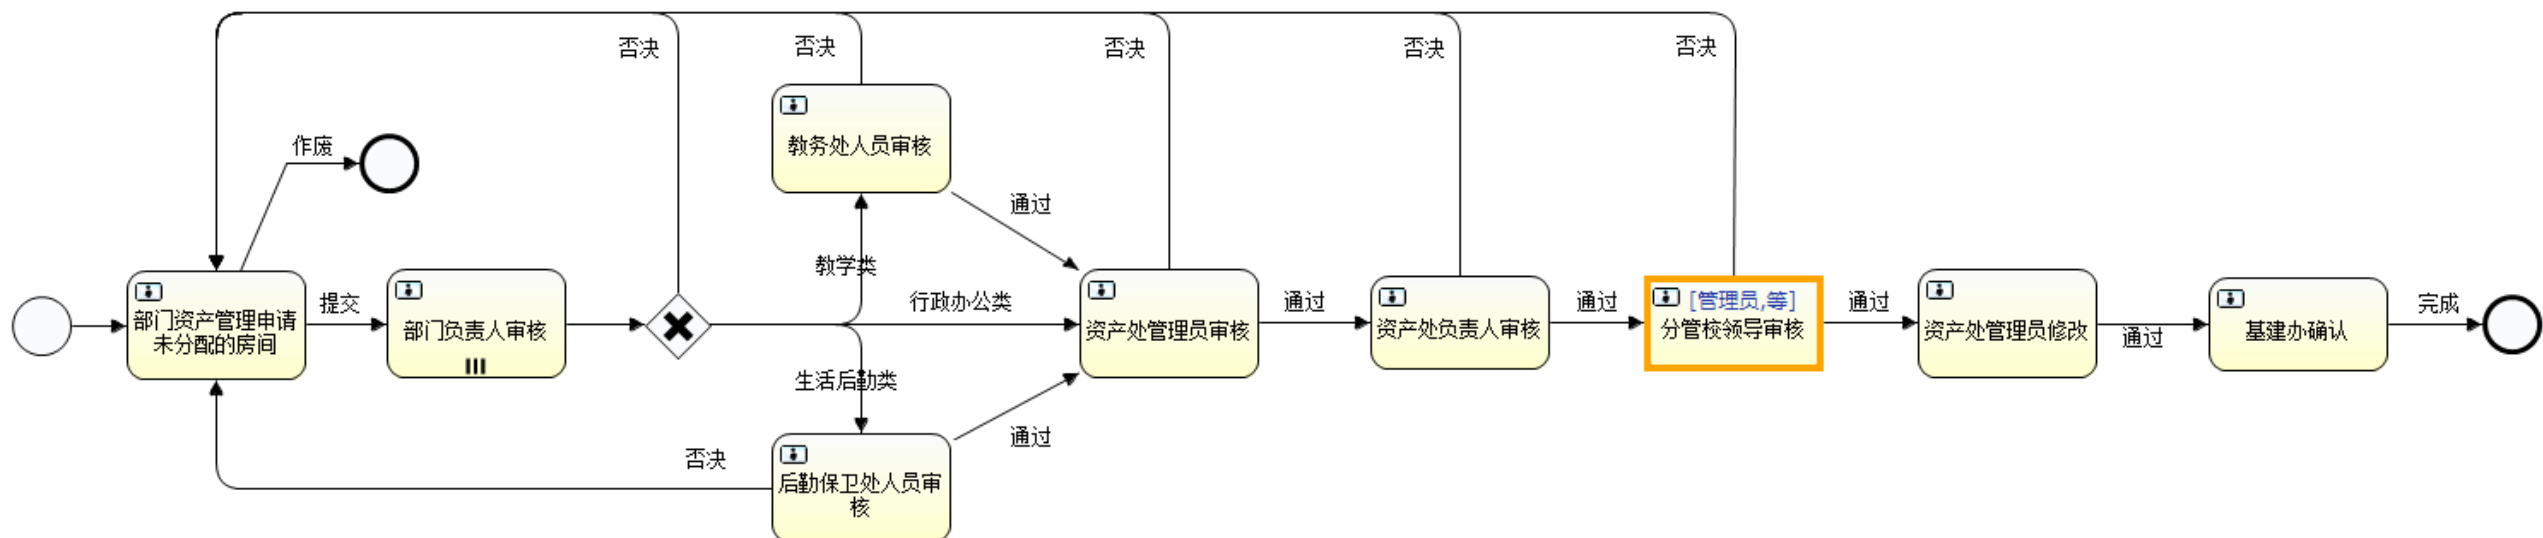 否决
否决
否决
否决
否决
作废
教务处人员审核
通过
教学类
部门资产管理申请
未分配的房间
提交
部门负责人审核
行政办公类
资产处管理员审核
通过
资产处负责人审核
通过
[管理员,等]
分管校领导审核
通过
资产处管理员修改
通过
基建办确认
完成
生活后勤类
通过
否决
后勤保卫处人员审
核